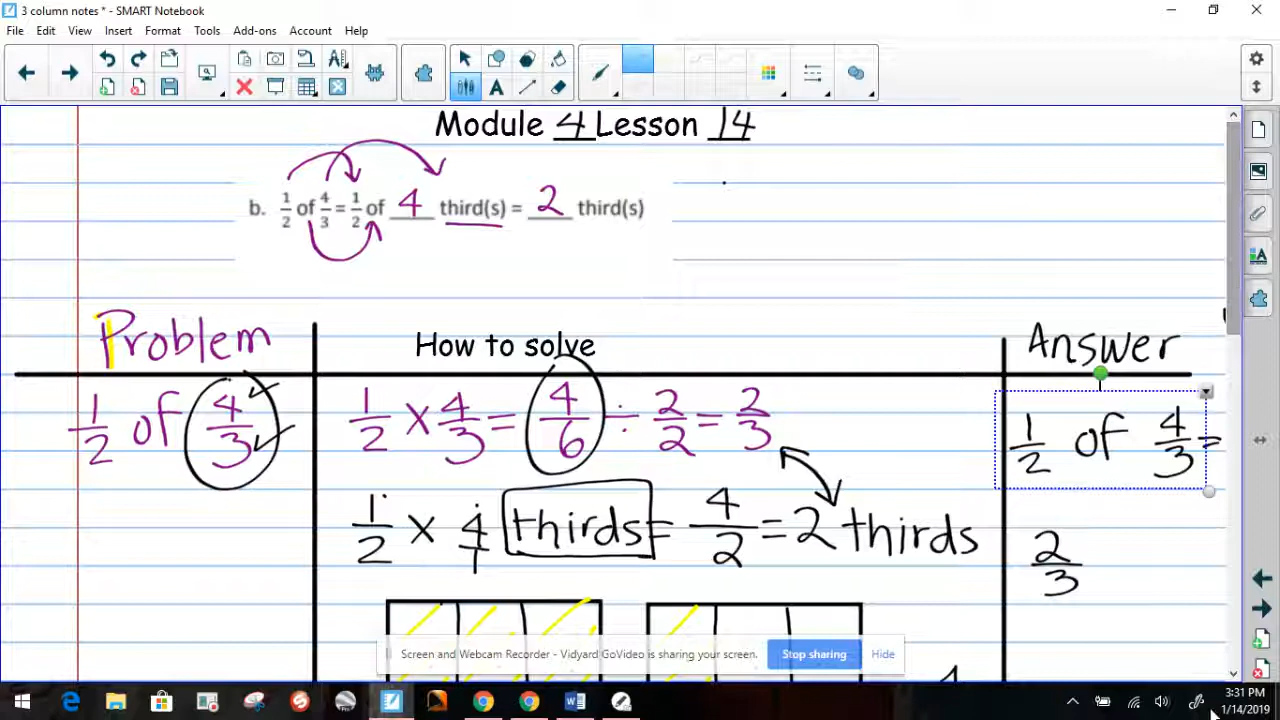 3 column notes * - SMART Notebook
File Edit View Insert Format Tools Add-ons Account Help
Module 4 Lesson 14
b. 1/2 of 4/3 = 1/2 of 4 third(s) = 2 third(s)
Problem How to solve Answer
1/2 of 4/3 1/2 × 4/3 = 4/6 ÷ 2/2 = 2/3 1/2 of 4/3 =
1/2 × 4/1 thirds = 4/2 = 2 thirds 2/3
Screen and Webcam Recorder - Vidyard GoVideo is sharing your screen. Stop sharing Hide
3:31 PM
1/14/2019